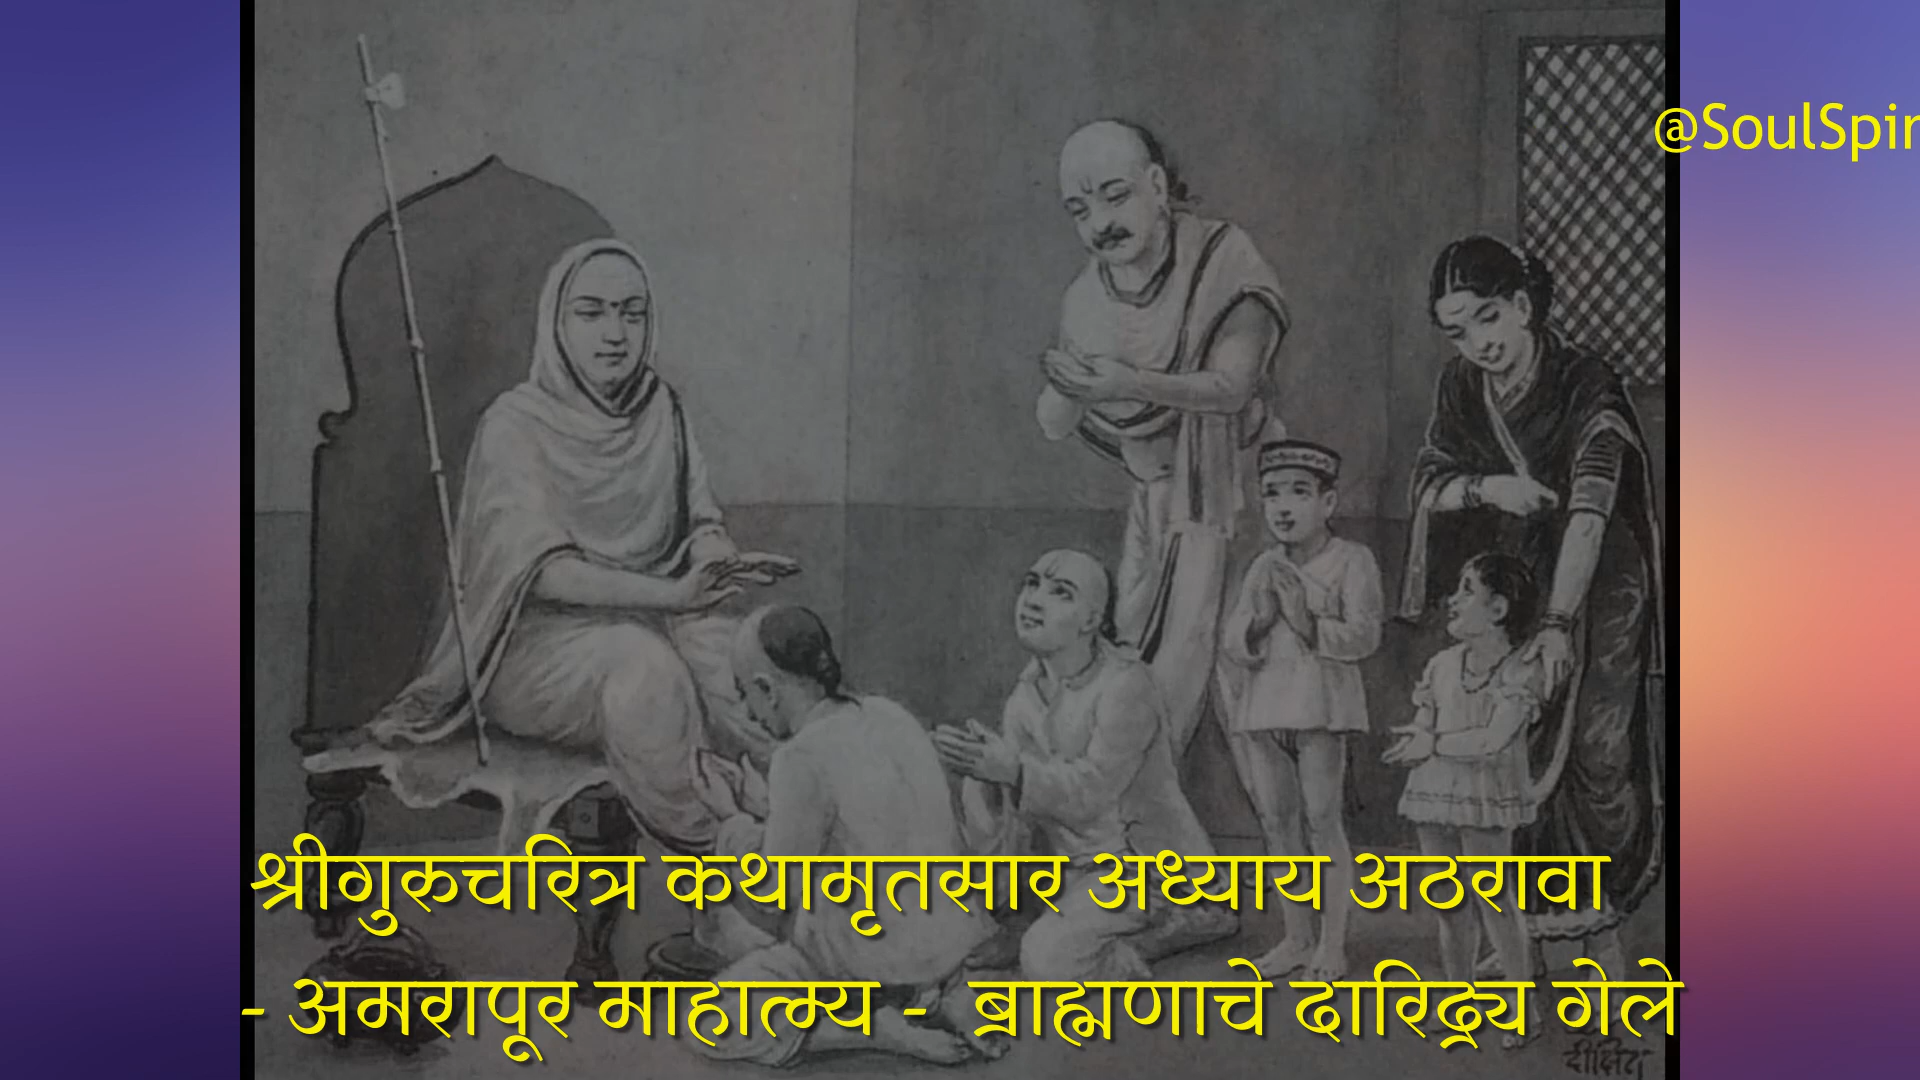 @SoulSpir
श्रीगुरुचरित्र कथामृतसार अध्याय अठरावा
- अमरापूर माहात्म्य - ब्राह्मणाचे दारिद्र्य गेले
दीक्षित